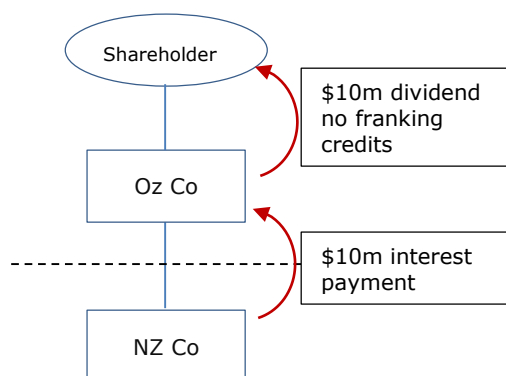 Shareholder
$10m dividend
no franking
credits
Oz Co
$10m interest
payment
NZ Co